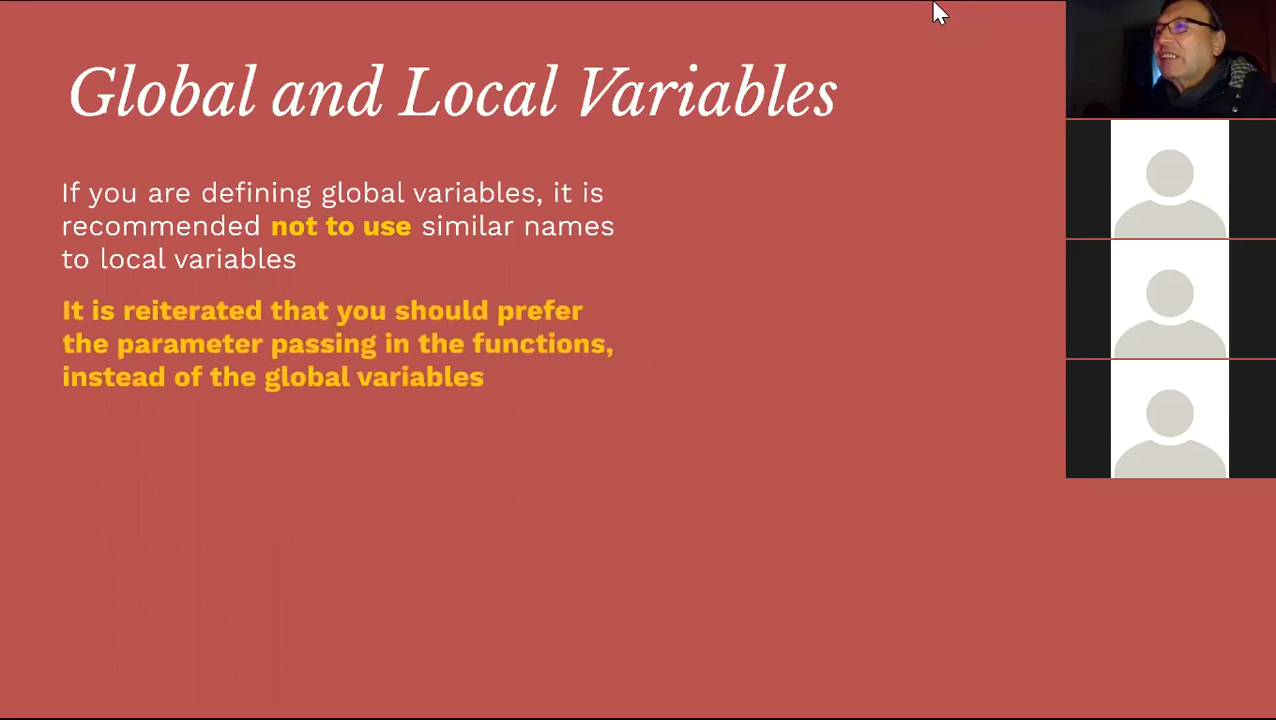 Global and Local Variables
If you are defining global variables, it is
recommended not to use similar names
to local variables
It is reiterated that you should prefer
the parameter passing in the functions,
instead of the global variables